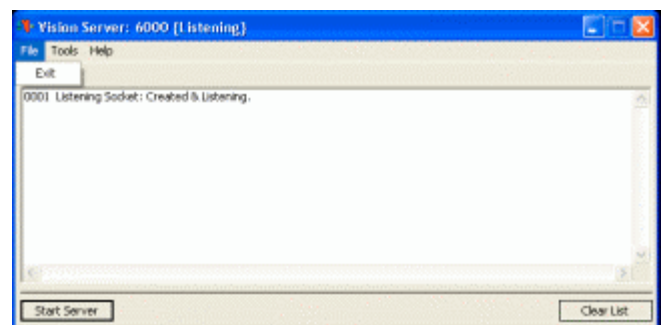 Vision Server: 6000 {Listening}
File Tools Help
Exit
0001 Listening Socket: Created & Listening.
Start Server
Clear List